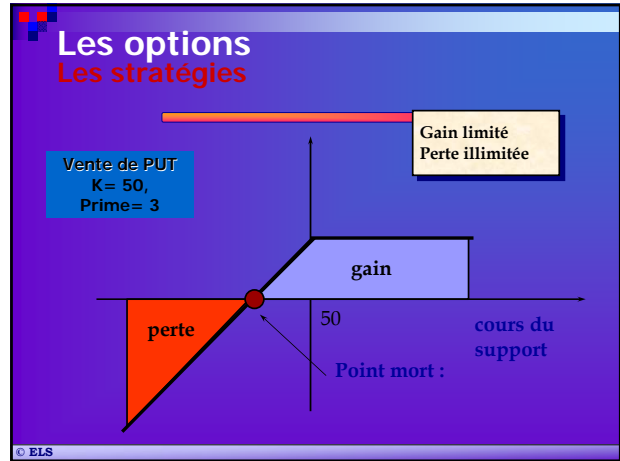 Les options
Les stratégies
Gain limité
Perte illimitée
Vente de PUT
K= 50,
Prime= 3
gain
perte
50
cours du
support
Point mort :
© ELS